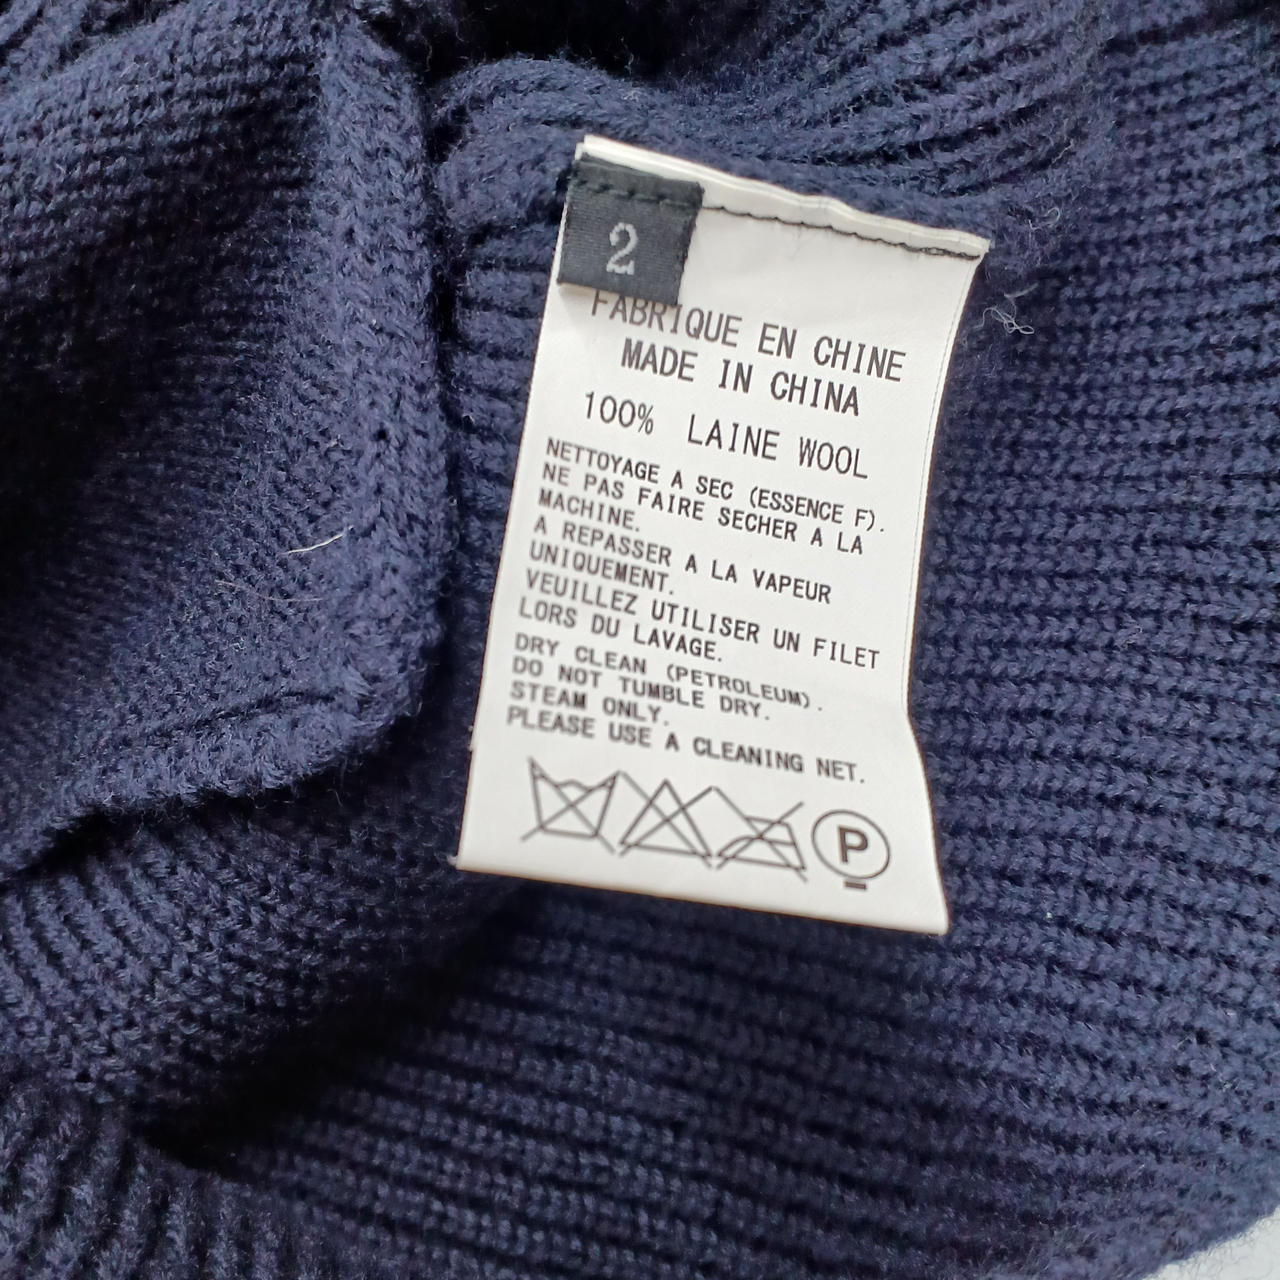 2
FABRIQUE EN CHINE
MADE IN CHINA
100% LAINE WOOL
NETTOYAGE A SEC (ESSENCE F).
NE PAS FAIRE SECHER A LA
MACHINE.
A REPASSER A LA VAPEUR
UNIQUEMENT.
VEUILLEZ UTILISER UN FILET
LORS DU LAVAGE.
DRY CLEAN (PETROLEUM).
DO NOT TUMBLE DRY.
STEAM ONLY.
PLEASE USE A CLEANING NET.
P